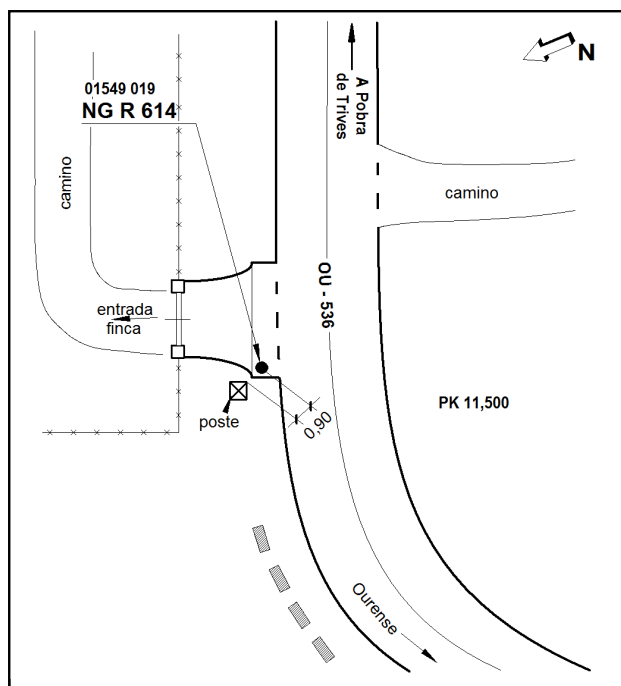 01549 019
NG R 614
A Pobra
de Trives
N
camino
camino
OU - 536
entrada
finca
poste
0,90
PK 11,500
Ourense